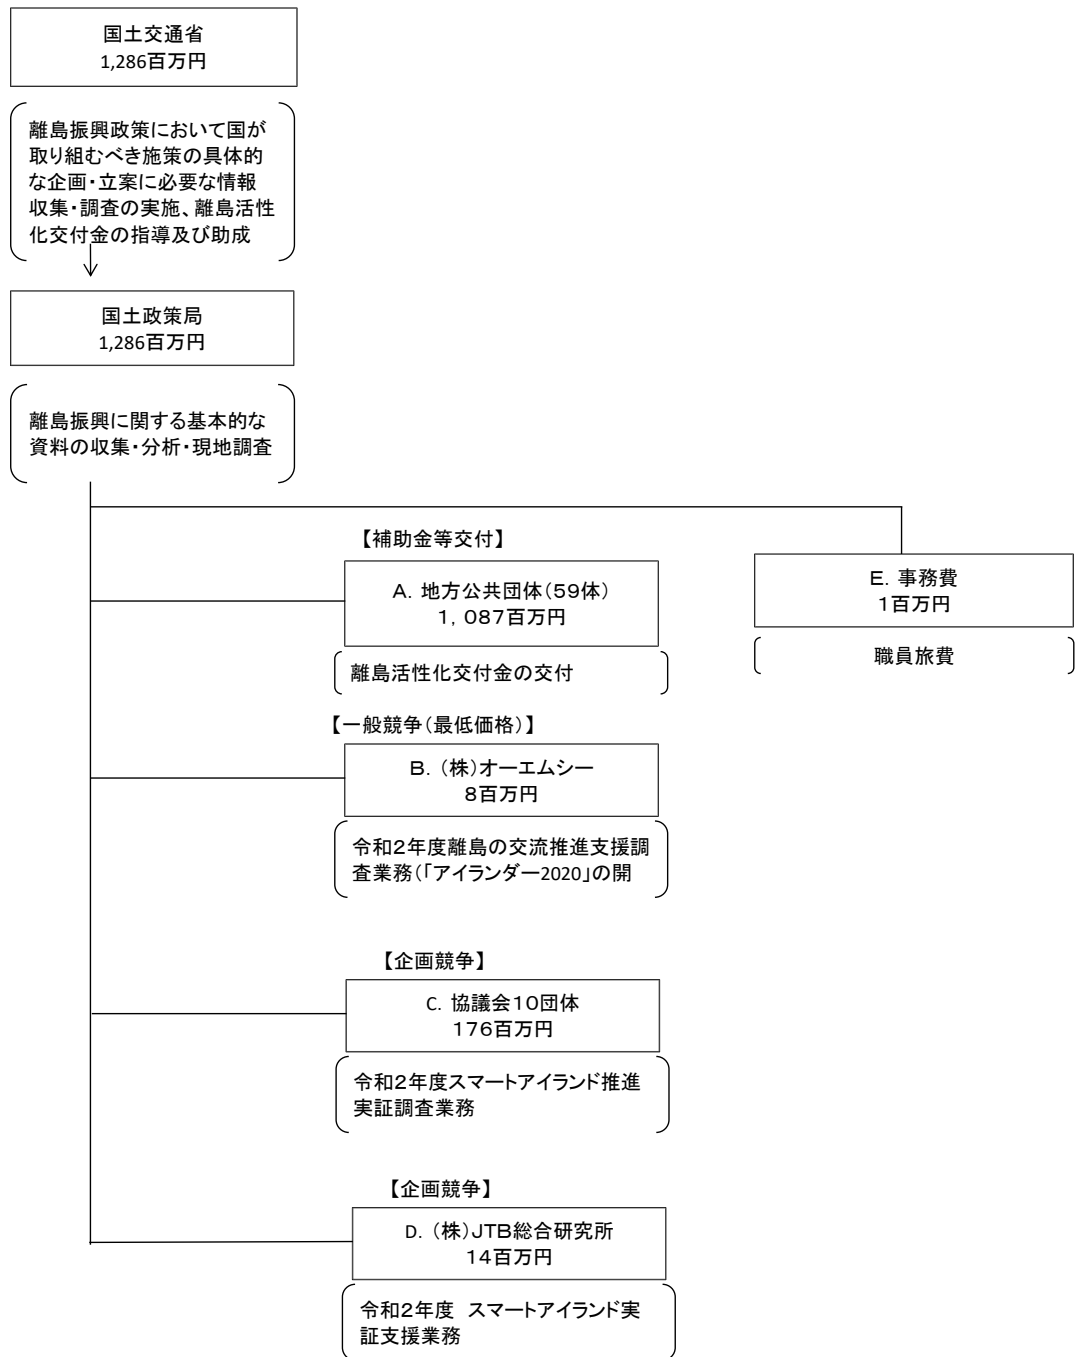 国土交通省
1,286百万円
離島振興政策において国が
取り組むべき施策の具体的
な企画・立案に必要な情報
収集・調査の実施、離島活性
化交付金の指導及び助成
国土政策局
1,286百万円
離島振興に関する基本的な
資料の収集・分析・現地調査
【補助金等交付】
A．地方公共団体（59体）
１，０８７百万円
離島活性化交付金の交付
E．事務費
１百万円
職員旅費
【一般競争（最低価格）】
B．（株）オーエムシー
８百万円
令和２年度離島の交流推進支援調
査業務（「アイランダー2020」の開
【企画競争】
C．協議会１０団体
１７６百万円
令和２年度スマートアイランド推進
実証調査業務
【企画競争】
D．（株）JTB総合研究所
１４百万円
令和２年度　スマートアイランド実
証支援業務